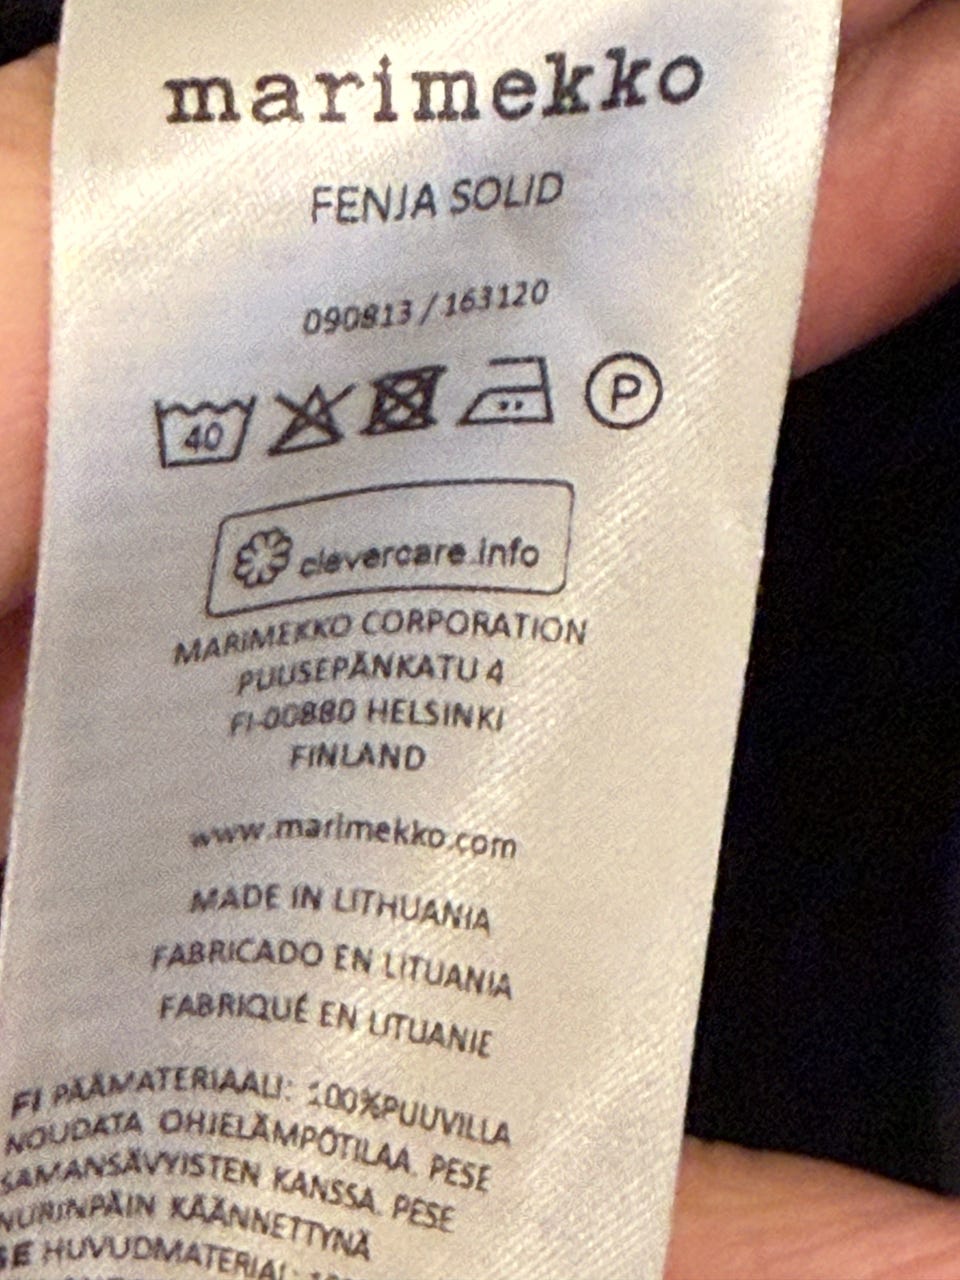 marimekko
FENJA SOLID
090813 / 163120
40
P
clevercare.info
MARIMEKKO CORPORATION
PUUSEPÄNKATU 4
FI-00880 HELSINKI
FINLAND
www.marimekko.com
MADE IN LITHUANIA
FABRICADO EN LITUANIA
FABRIQUÉ EN LITUANIE
FI PÄÄMATERIAALI: 100%PUUVILLA
NOUDATA OHJELÄMPÖTILAA. PESE
SAMANSÄVYISTEN KANSSA. PESE
NURINPÄIN KÄÄNNETTYNÄ
SE HUVUDMATERIAL: